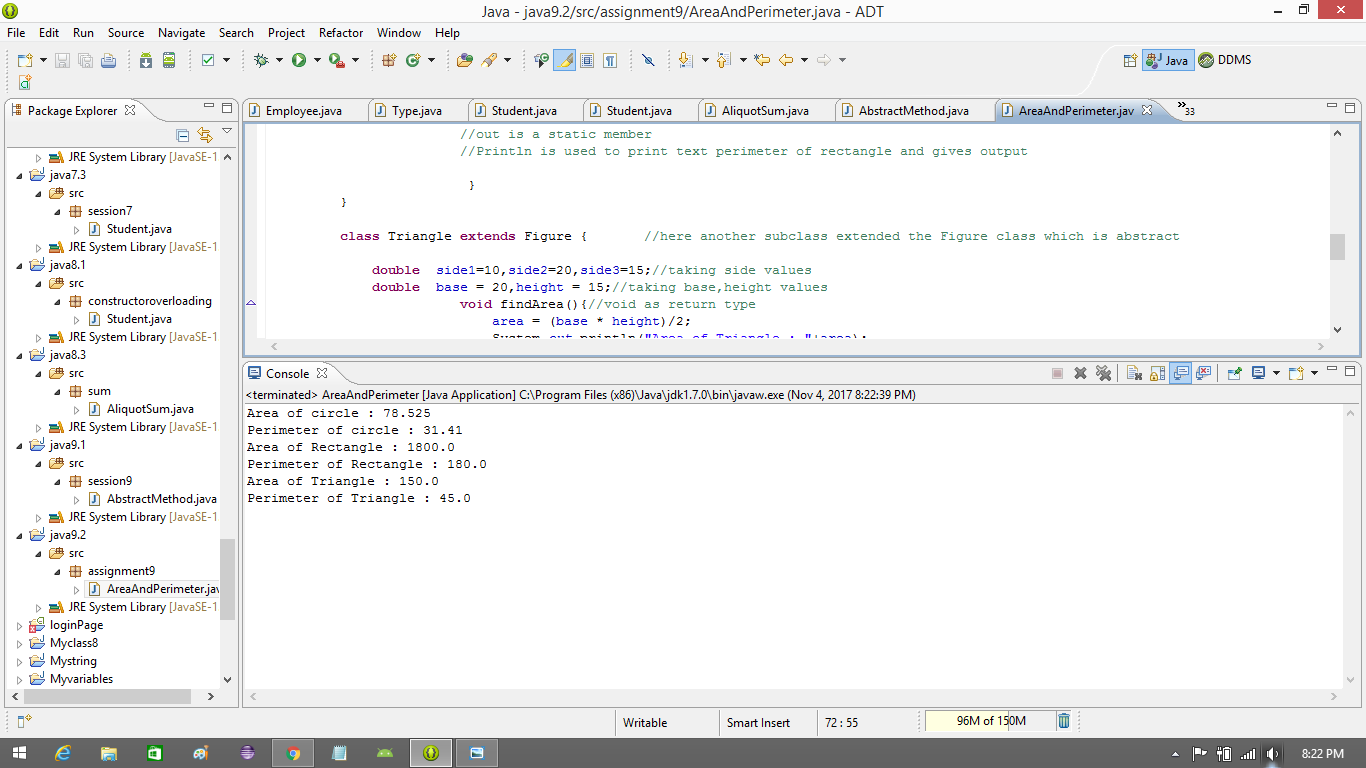 Java - java9.2/src/assignment9/AreaAndPerimeter.java - ADT
File Edit Run Source Navigate Search Project Refactor Window Help
Java DDMS
Package Explorer
JRE System Library [JavaSE-1
java7.3
src
session7
Student.java
JRE System Library [JavaSE-1
java8.1
src
constructoroverloading
Student.java
JRE System Library [JavaSE-1
java8.3
src
sum
AliquotSum.java
JRE System Library [JavaSE-1
java9.1
src
session9
AbstractMethod.java
JRE System Library [JavaSE-1
java9.2
src
assignment9
AreaAndPerimeter.jav
JRE System Library [JavaSE-1
loginPage
Myclass8
Mystring
Myvariables
Employee.java Type.java Student.java Student.java AliquotSum.java AbstractMethod.java AreaAndPerimeter.jav 33
//out is a static member
//Println is used to print text perimeter of rectangle and gives output
}
}
class Triangle extends Figure { //here another subclass extended the Figure class which is abstract
double side1=10,side2=20,side3=15;//taking side values
double base = 20,height = 15;//taking base,height values
void findArea(){//void as return type
area = (base * height)/2;
System.out.println("Area of Triangle : "+area);
Console
<terminated> AreaAndPerimeter [Java Application] C:\Program Files (x86)\Java\jdk1.7.0\bin\javaw.exe (Nov 4, 2017 8:22:39 PM)
Area of circle : 78.525
Perimeter of circle : 31.41
Area of Rectangle : 1800.0
Perimeter of Rectangle : 180.0
Area of Triangle : 150.0
Perimeter of Triangle : 45.0
Writable Smart Insert 72 : 55 96M of 150M
8:22 PM